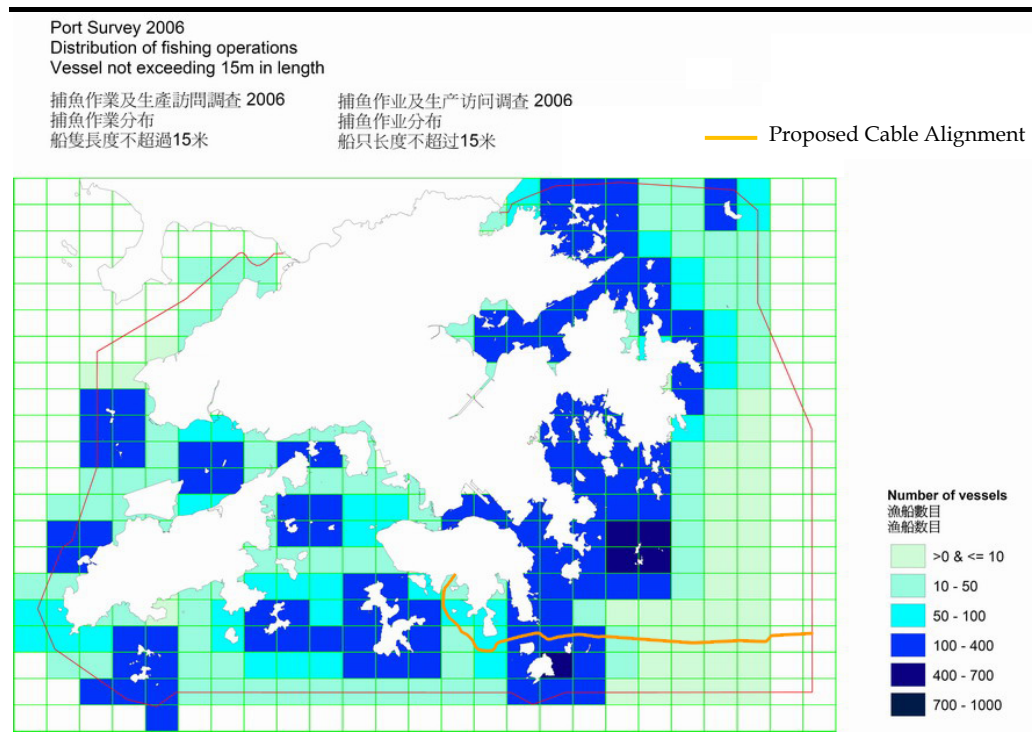 Port Survey 2006
Distribution of fishing operations
Vessel not exceeding 15m in length
捕魚作業及生產訪問調查 2006
捕魚作業分布
船隻長度不超過15米
捕鱼作业及生产访问调查 2006
捕鱼作业分布
船只长度不超过15米
Proposed Cable Alignment
Number of vessels
漁船數目
渔船数目
>0 & <= 10
10 - 50
50 - 100
100 - 400
400 - 700
700 - 1000